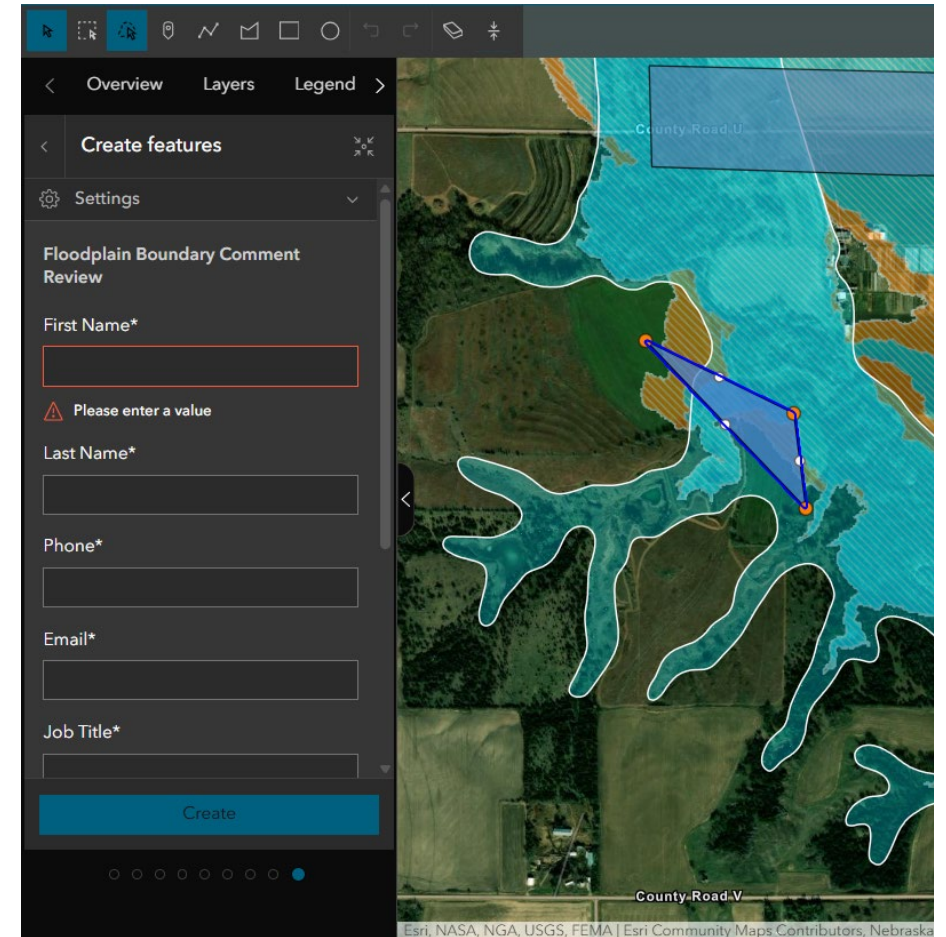 Overview Layers Legend
Create features
Settings
Floodplain Boundary Comment
Review
First Name*
Please enter a value
Last Name*
Phone*
Email*
Job Title*
Create
County Road U
County Road V
Esri, NASA, NGA, USGS, FEMA | Esri Community Maps Contributors, Nebraska